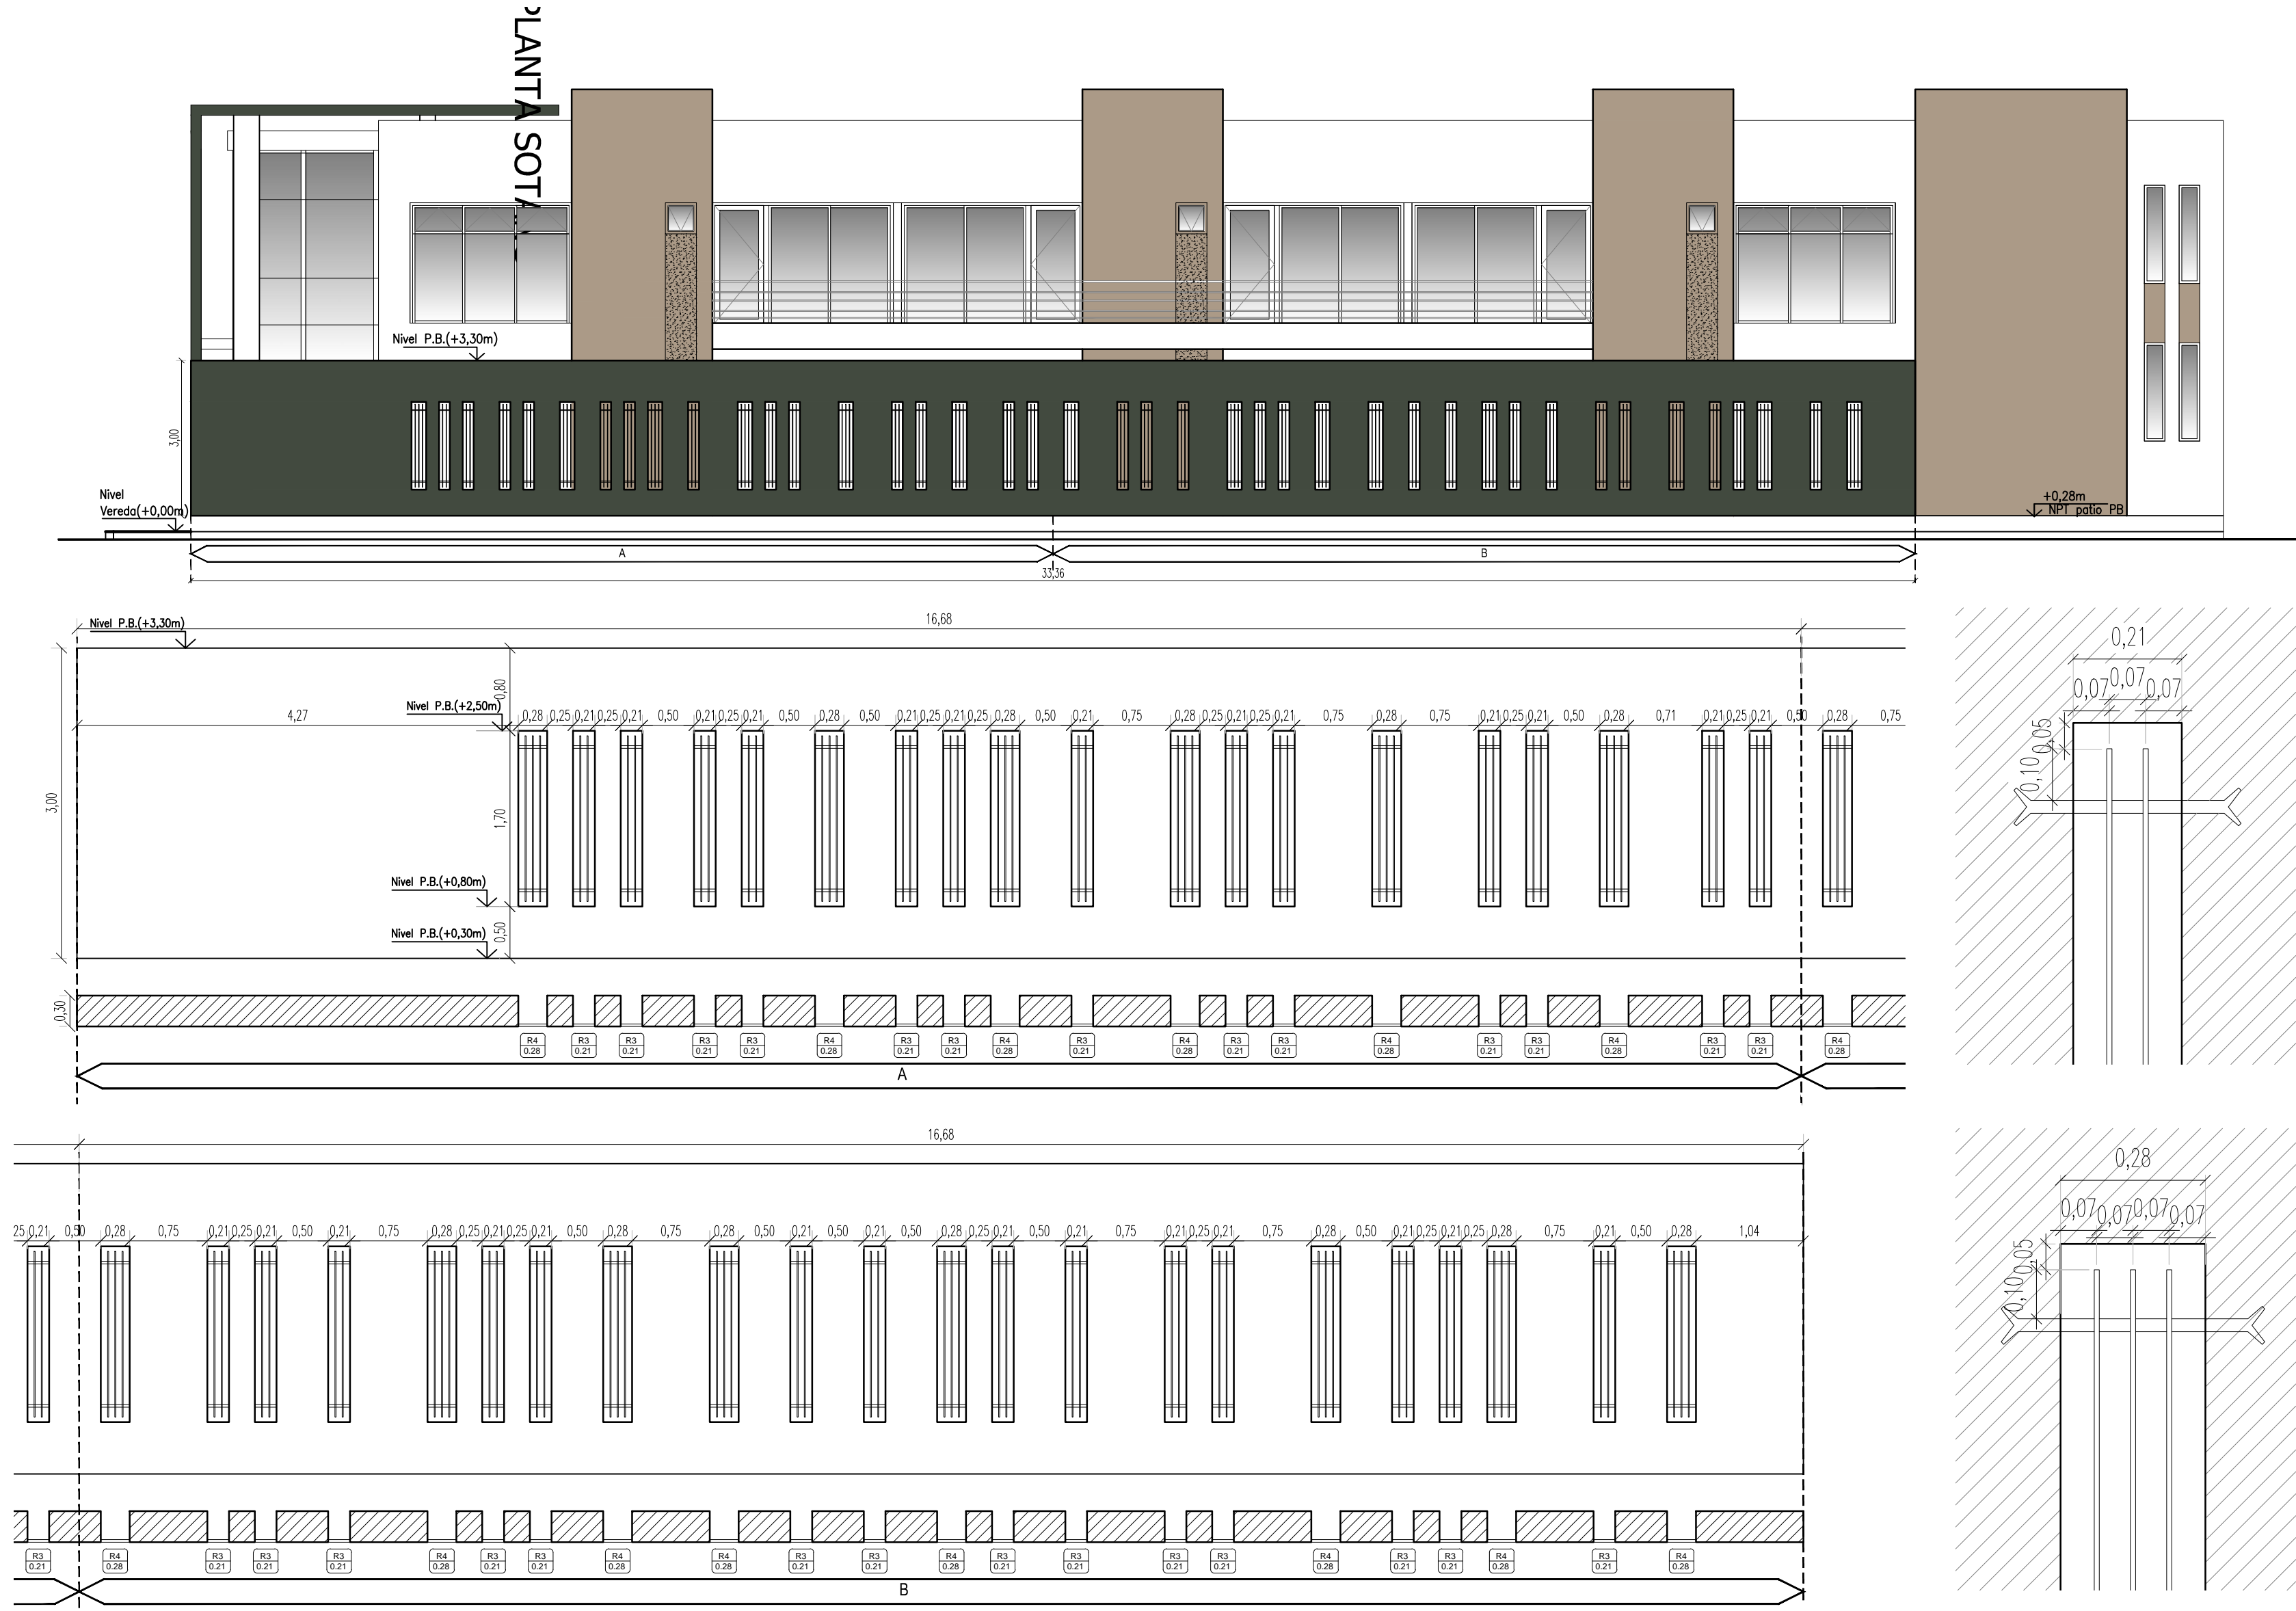 PLANTA SOTA
Nivel P.B.(+3,30m)
3,00
Nivel
Vereda(+0,00m)
+0,28m
NPT patio PB
A
B
33,36
16,68
Nivel P.B.(+3,30m)
0,80
Nivel P.B.(+2,50m)
4,27
0,28 0,25 0,21 0,25 0,21 0,50 0,21 0,25 0,21 0,50 0,28 0,50 0,21 0,25 0,21 0,25 0,28 0,50 0,21 0,75 0,28 0,25 0,21 0,25 0,21 0,75 0,28 0,75 0,21 0,25 0,21 0,50 0,28 0,71 0,21 0,25 0,21 0,50 0,28 0,75
3,00
1,70
Nivel P.B.(+0,80m)
Nivel P.B.(+0,30m)
0,50
0,30
R4 R3 R3 R3 R3 R4 R3 R3 R4 R3 R4 R3 R3 R4 R3 R3 R4 R3 R3 R4
0.28 0.21 0.21 0.21 0.21 0.28 0.21 0.21 0.28 0.21 0.28 0.21 0.21 0.28 0.21 0.21 0.28 0.21 0.21 0.28
A
0,21
0,07 0,07 0,07
0,05
0,10
16,68
25 0,21 0,50 0,28 0,75 0,21 0,25 0,21 0,50 0,21 0,75 0,28 0,25 0,21 0,25 0,21 0,50 0,28 0,75 0,28 0,50 0,21 0,50 0,21 0,50 0,28 0,25 0,21 0,50 0,21 0,75 0,21 0,25 0,21 0,75 0,28 0,50 0,21 0,25 0,21 0,25 0,28 0,75 0,21 0,50 0,28 1,04
R3 R4 R3 R3 R3 R4 R3 R3 R4 R4 R3 R3 R4 R3 R3 R3 R3 R4 R3 R3 R4 R3 R4
0.21 0.28 0.21 0.21 0.21 0.28 0.21 0.21 0.28 0.28 0.21 0.21 0.28 0.21 0.21 0.21 0.21 0.28 0.21 0.21 0.28 0.21 0.28
B
0,28
0,07 0,07 0,07 0,07
0,05
0,10